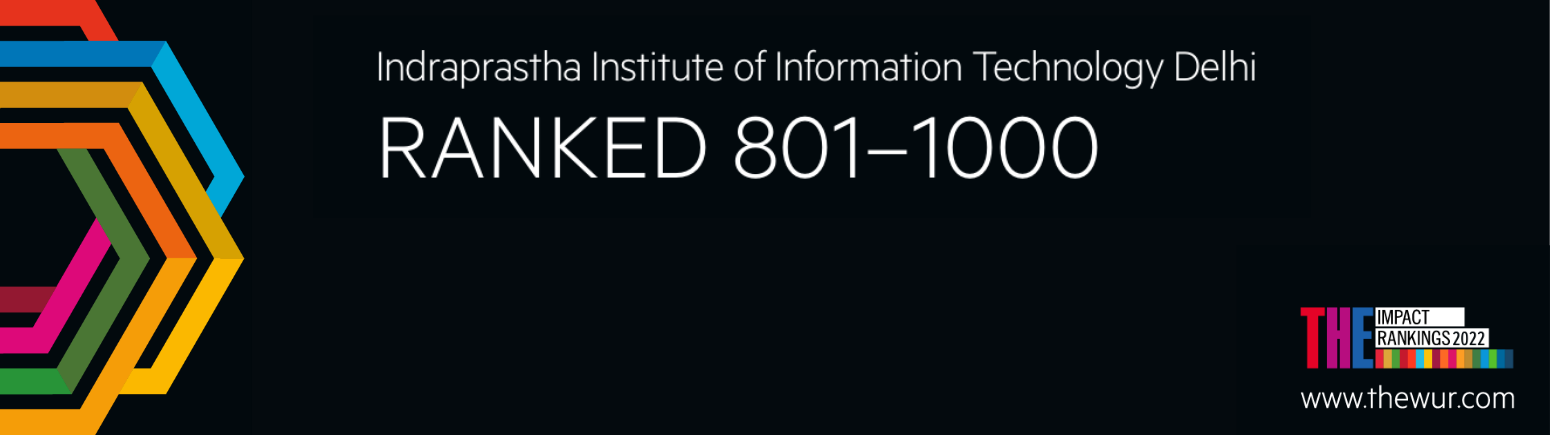 Indraprastha Institute of Information Technology Delhi
RANKED 801–1000
THE IMPACT
RANKINGS 2022
www.thewur.com